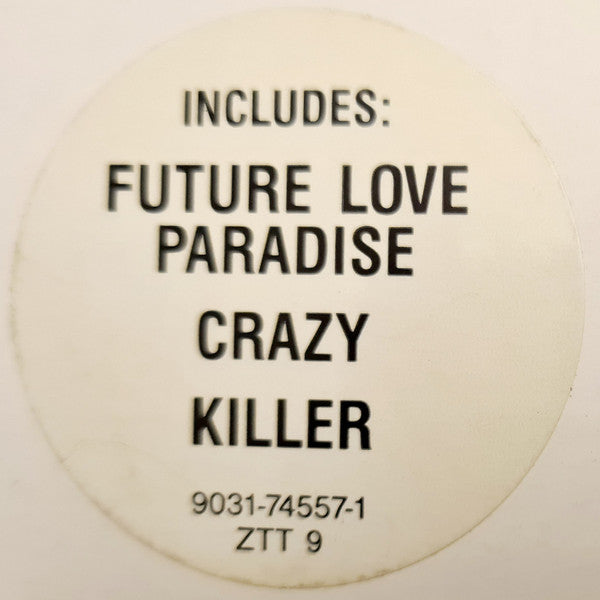 INCLUDES:
FUTURE LOVE
PARADISE
CRAZY
KILLER
9031-74557-1
ZTT 9